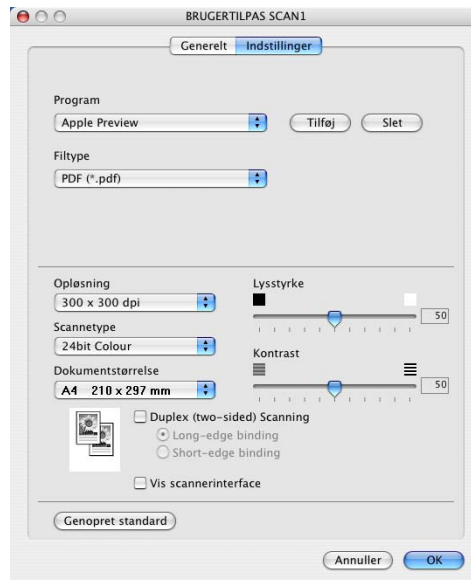 BRUGERTILPAS SCAN1
Generelt Indstillinger
Program
Apple Preview Tilføj Slet
Filtype
PDF (*.pdf)
Opløsning Lysstyrke
300 x 300 dpi 50
Scannetype
24bit Colour Kontrast
Dokumentstørrelse
A4 210 x 297 mm 50
Duplex (two-sided) Scanning
Long-edge binding
Short-edge binding
Vis scannerinterface
Genopret standard
Annuller OK